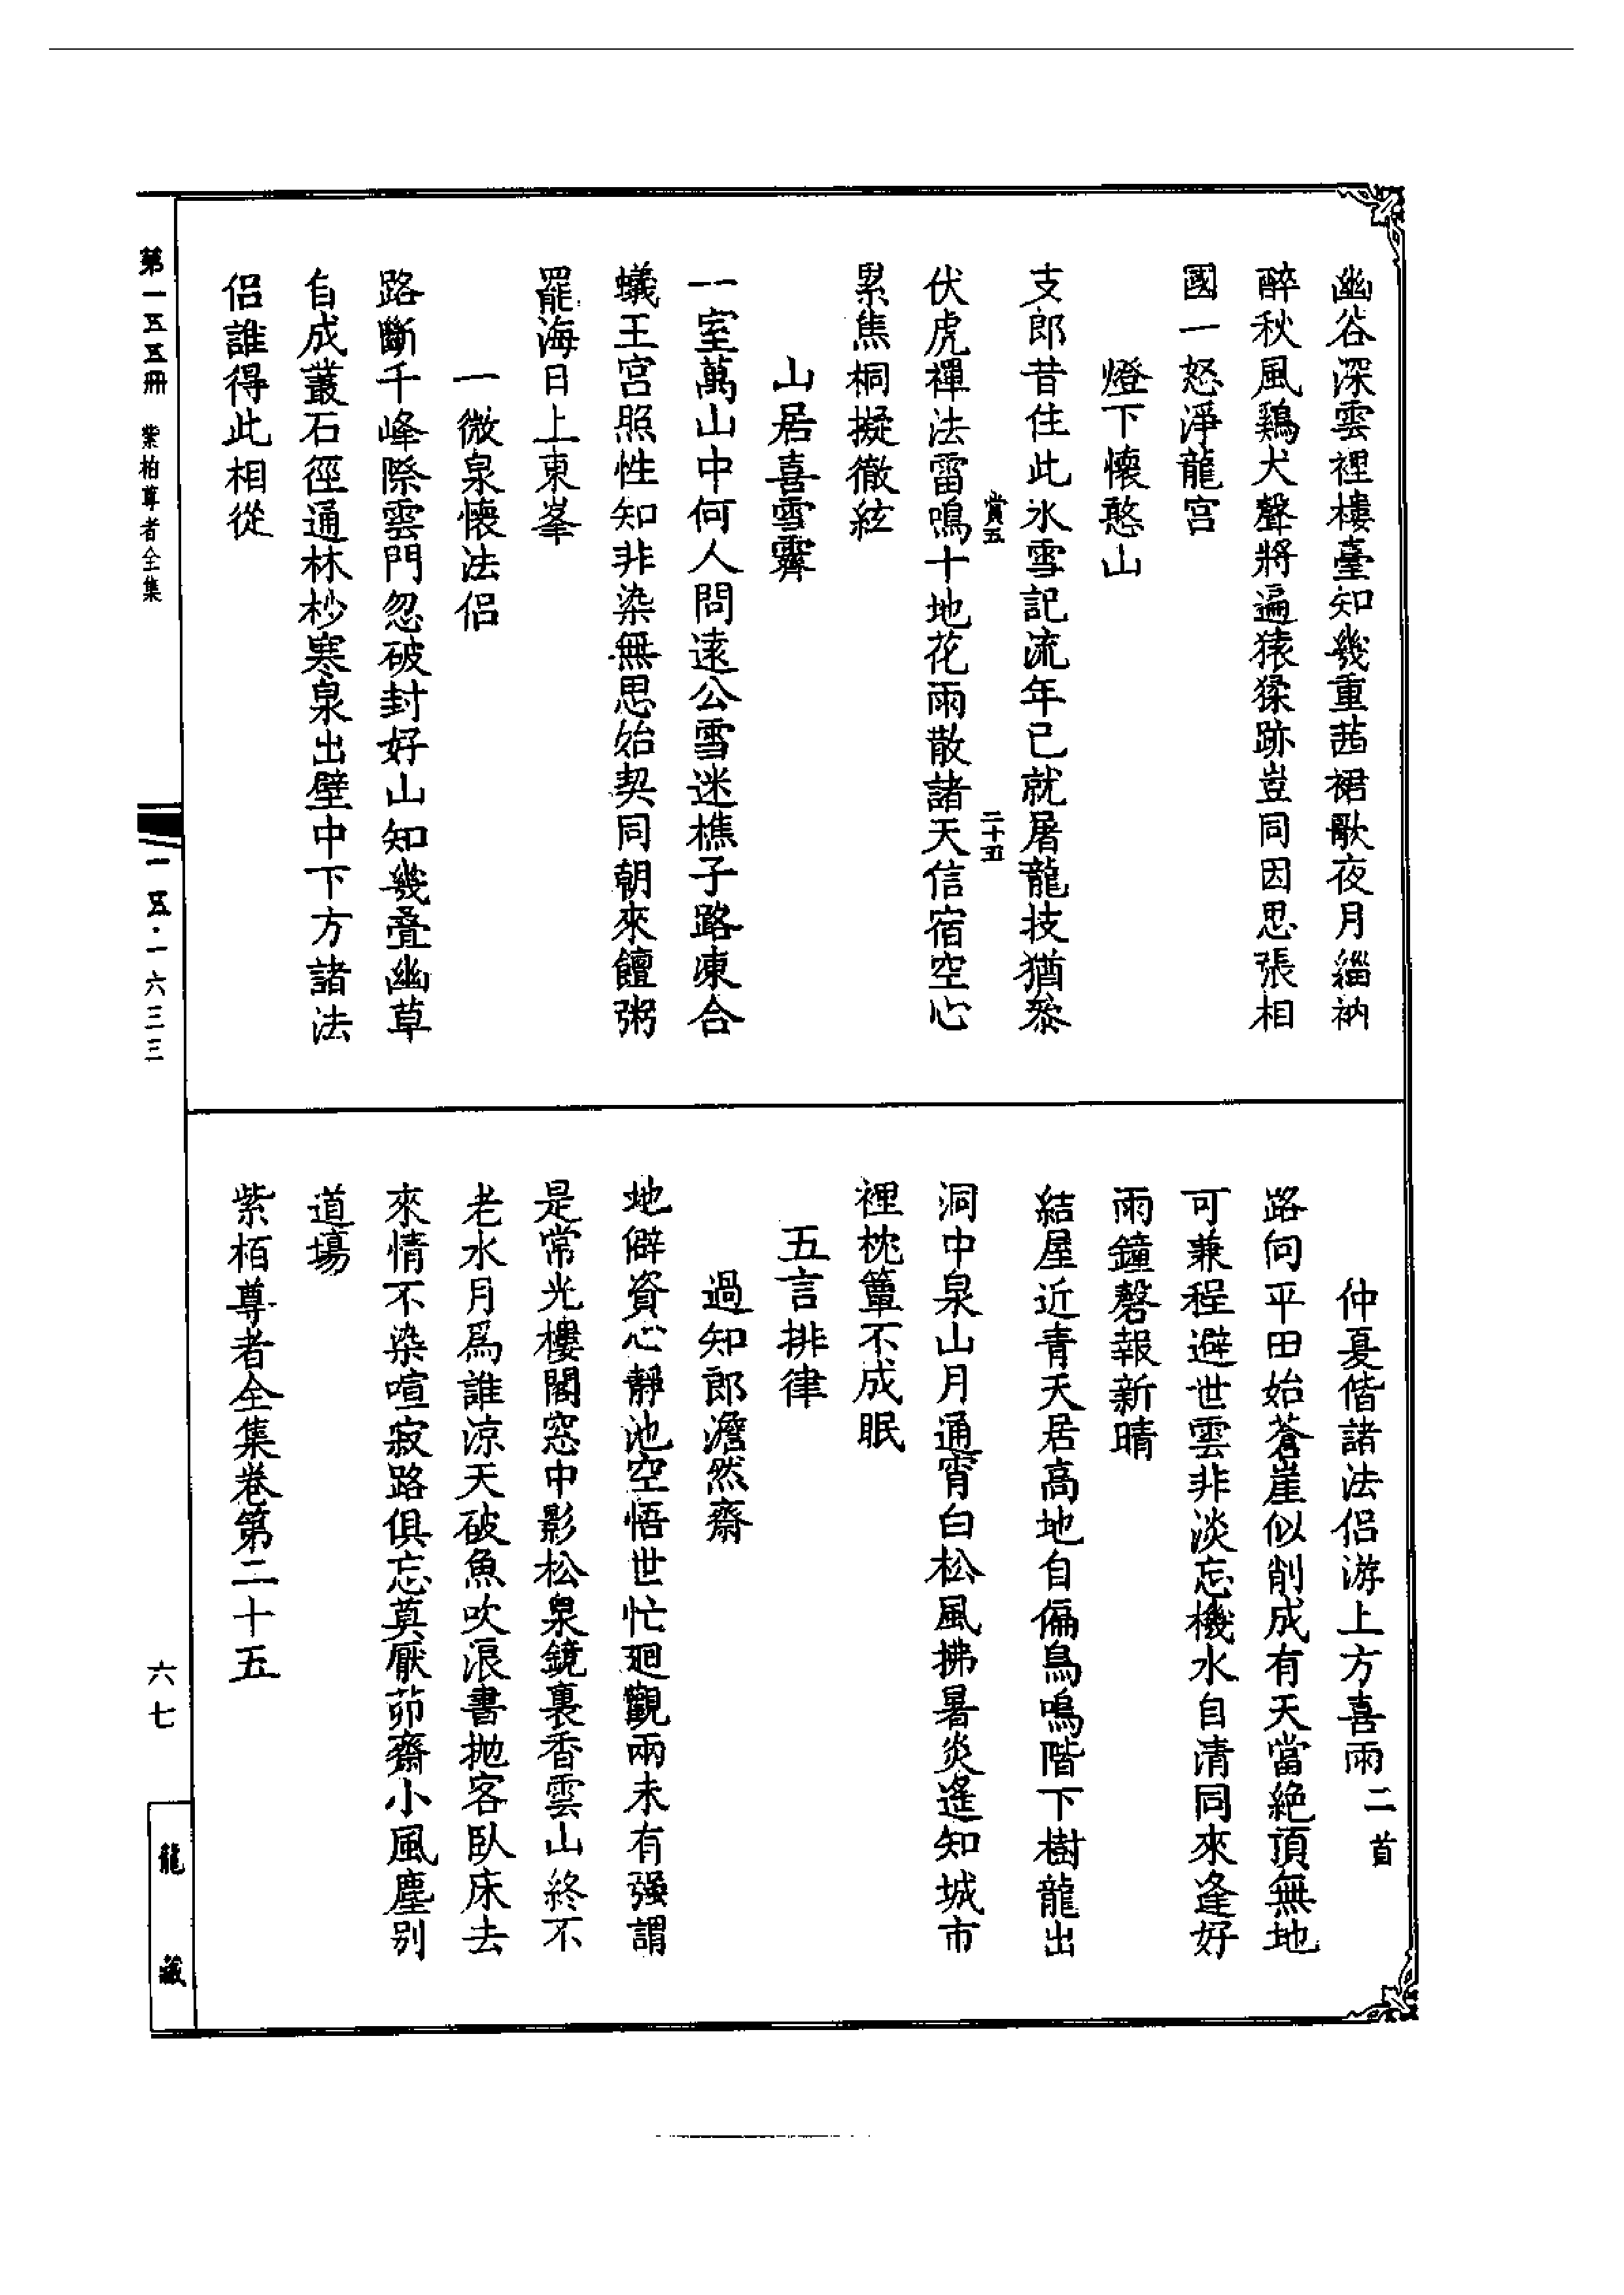 幽谷深雲裡樓臺知幾重茜裙歌夜月緇衲
醉秋風鷄犬聲將遍猿猱跡豈同因思張相
國一怒淨龍宮
燈下懷憨山
支郎昔住此氷雪記流年已就屠龍技猶叅
賞五
二十五
伏虎禪法雷鳴十地花雨散諸天信宿空心
累焦桐擬徹絃
山居喜雪霽
一室萬山中何人問遠公雪迷樵子路凍合
蟻王宮照性知非染無思始契同朝來饘粥
罷海日上東峯
一微泉懷法侶
路斷千峰際雲門忽破封好山知幾疊幽草
自成叢石徑通林杪寒泉出壁中下方諸法
侶誰得此相從
仲夏偕諸法侶游上方喜雨二首
路向平田始蒼崖似削成有天當絶頂無地
可兼程避世雲非淡忘機水自清同來逢好
雨鐘磬報新晴
結屋近青天居高地自偏鳥鳴階下樹龍出
洞中泉山月通宵白松風拂暑炎遙知城市
裡枕簟不成眠
五言排律
過知郎澹然齋
地僻資心靜池空悟世忙廻觀兩未有强謂
是常光樓閣窓中影松泉鏡裏香雲山終不
老水月爲誰凉天破魚吹浪書抛客臥床去
來情不染喧寂路俱忘莫厭茆齋小風塵别
道塲
紫栢尊者全集卷第二十五
第一五五冊 紫柏尊者全集
一五五·一六三三
六七
龍藏